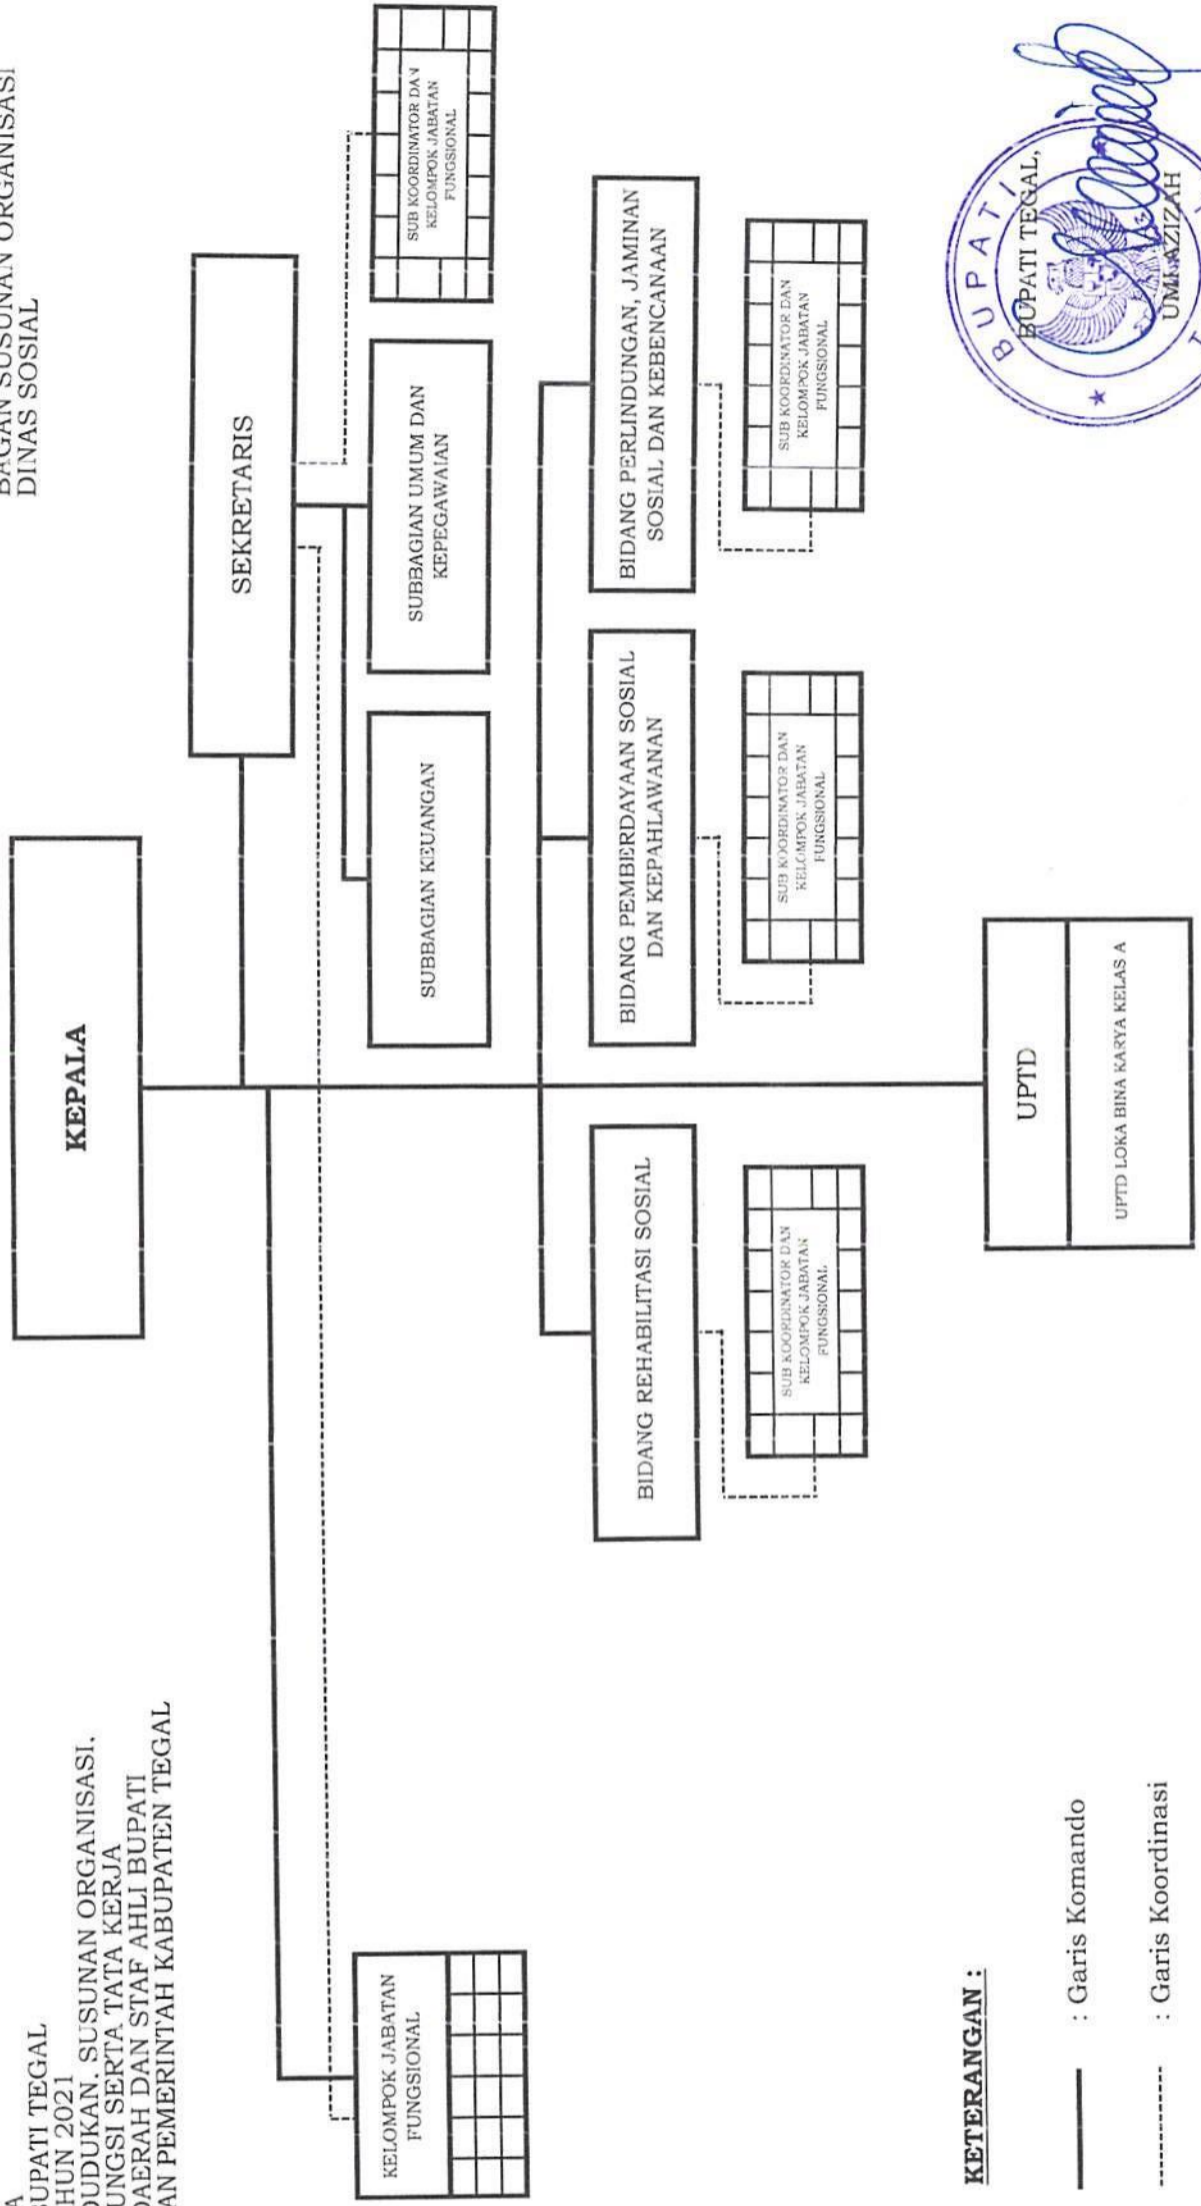 BUPATI TEGAL
TAHUN 2021
SUSUNAN ORGANISASI,
FUNGSI SERTA TATA KERJA
DAERAH DAN STAF AHLI BUPATI
PEMERINTAH KABUPATEN TEGAL
BAGAN SUSUNAN ORGANISASI
DINAS SOSIAL
KEPALA
SEKRETARIS
KELOMPOK JABATAN
FUNGSIONAL
SUBBAGIAN KEUANGAN
SUBBAGIAN UMUM DAN
KEPEGAWAIAN
SUB KOORDINATOR DAN
KELOMPOK JABATAN
FUNGSIONAL
BIDANG REHABILITASI SOSIAL
BIDANG PEMBERDAYAAN SOSIAL
DAN KEPAHLAWANAN
BIDANG PERLINDUNGAN, JAMINAN
SOSIAL DAN KEBENCANAAN
SUB KOORDINATOR DAN
KELOMPOK JABATAN
FUNGSIONAL
SUB KOORDINATOR DAN
KELOMPOK JABATAN
FUNGSIONAL
SUB KOORDINATOR DAN
KELOMPOK JABATAN
FUNGSIONAL
UPTD
UPTD LOKA BINA KARYA KELAS A
KETERANGAN :
: Garis Komando
: Garis Koordinasi
BUPATI
BUPATI TEGAL,
UMI AZIZAH